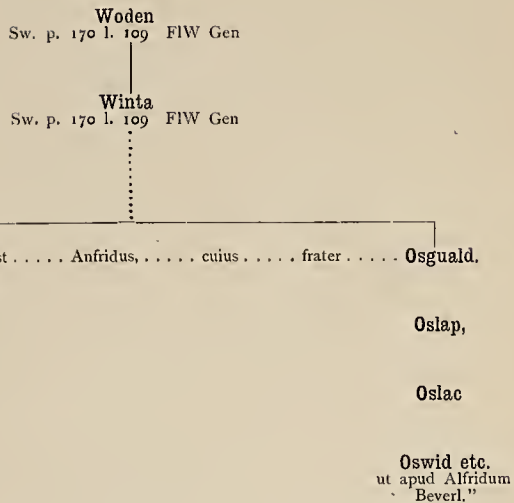 Woden
Sw. p. 170 l. 109 FlW Gen
Winta
Sw. p. 170 l. 109 FlW Gen
st ..... Anfridus, ..... cuius ..... frater ..... Osguald.
Oslap,
Oslac
Oswid etc.
ut apud Alfridum
Beverl."